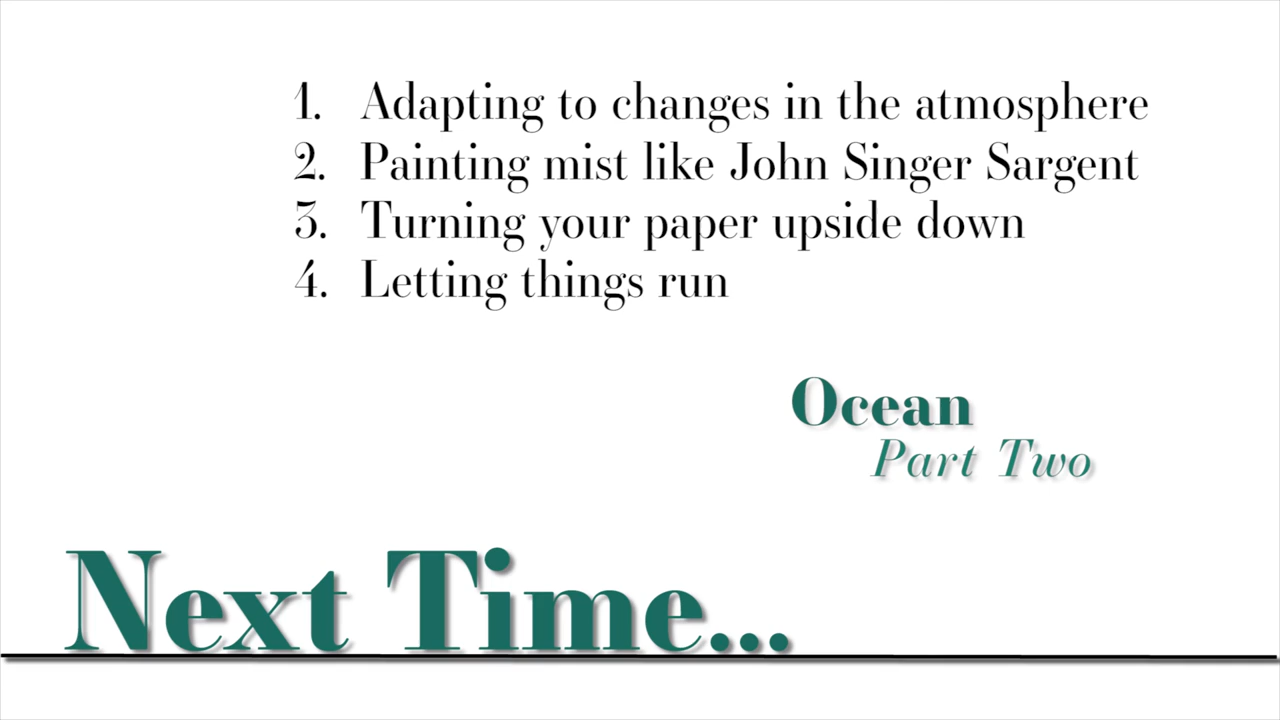 1. Adapting to changes in the atmosphere
2. Painting mist like John Singer Sargent
3. Turning your paper upside down
4. Letting things run
Ocean
Part Two
Next Time...